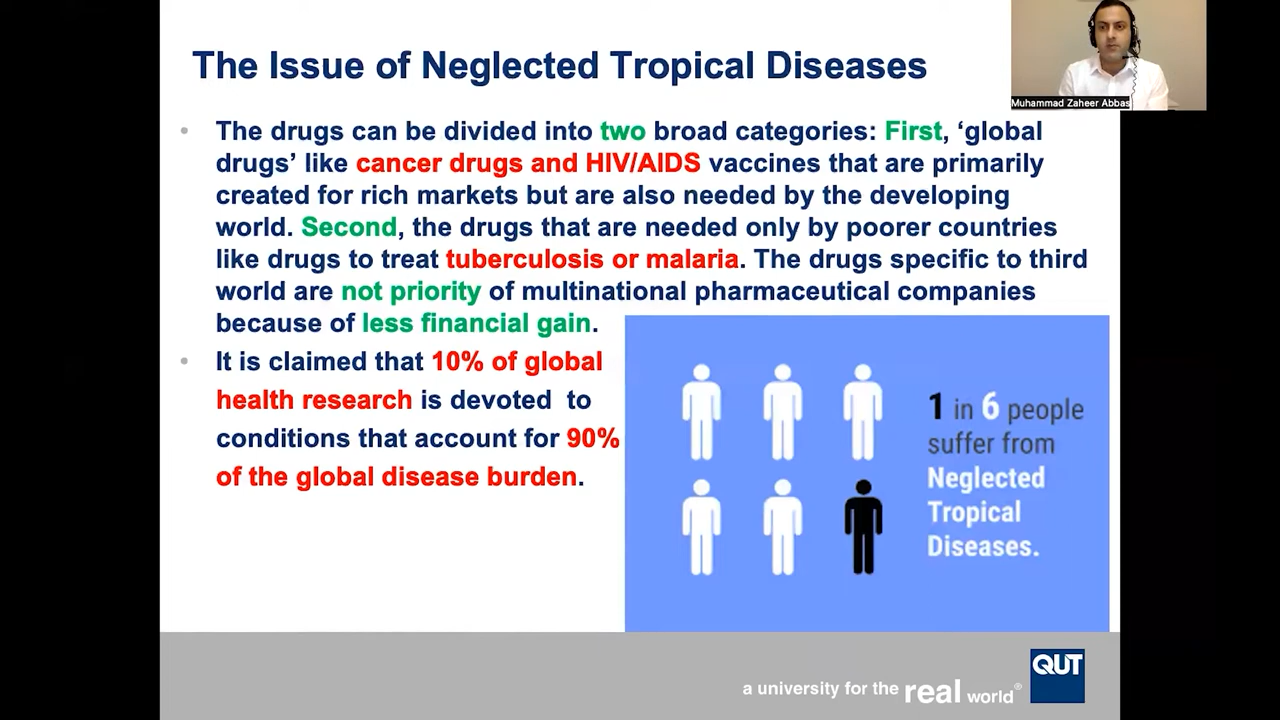 The Issue of Neglected Tropical Diseases
Muhammad Zaheer Abbas
• The drugs can be divided into two broad categories: First, ‘global
drugs’ like cancer drugs and HIV/AIDS vaccines that are primarily
created for rich markets but are also needed by the developing
world. Second, the drugs that are needed only by poorer countries
like drugs to treat tuberculosis or malaria. The drugs specific to third
world are not priority of multinational pharmaceutical companies
because of less financial gain.
• It is claimed that 10% of global
health research is devoted to
conditions that account for 90%
of the global disease burden.
1 in 6 people
suffer from
Neglected
Tropical
Diseases.
a university for the real world®
QUT